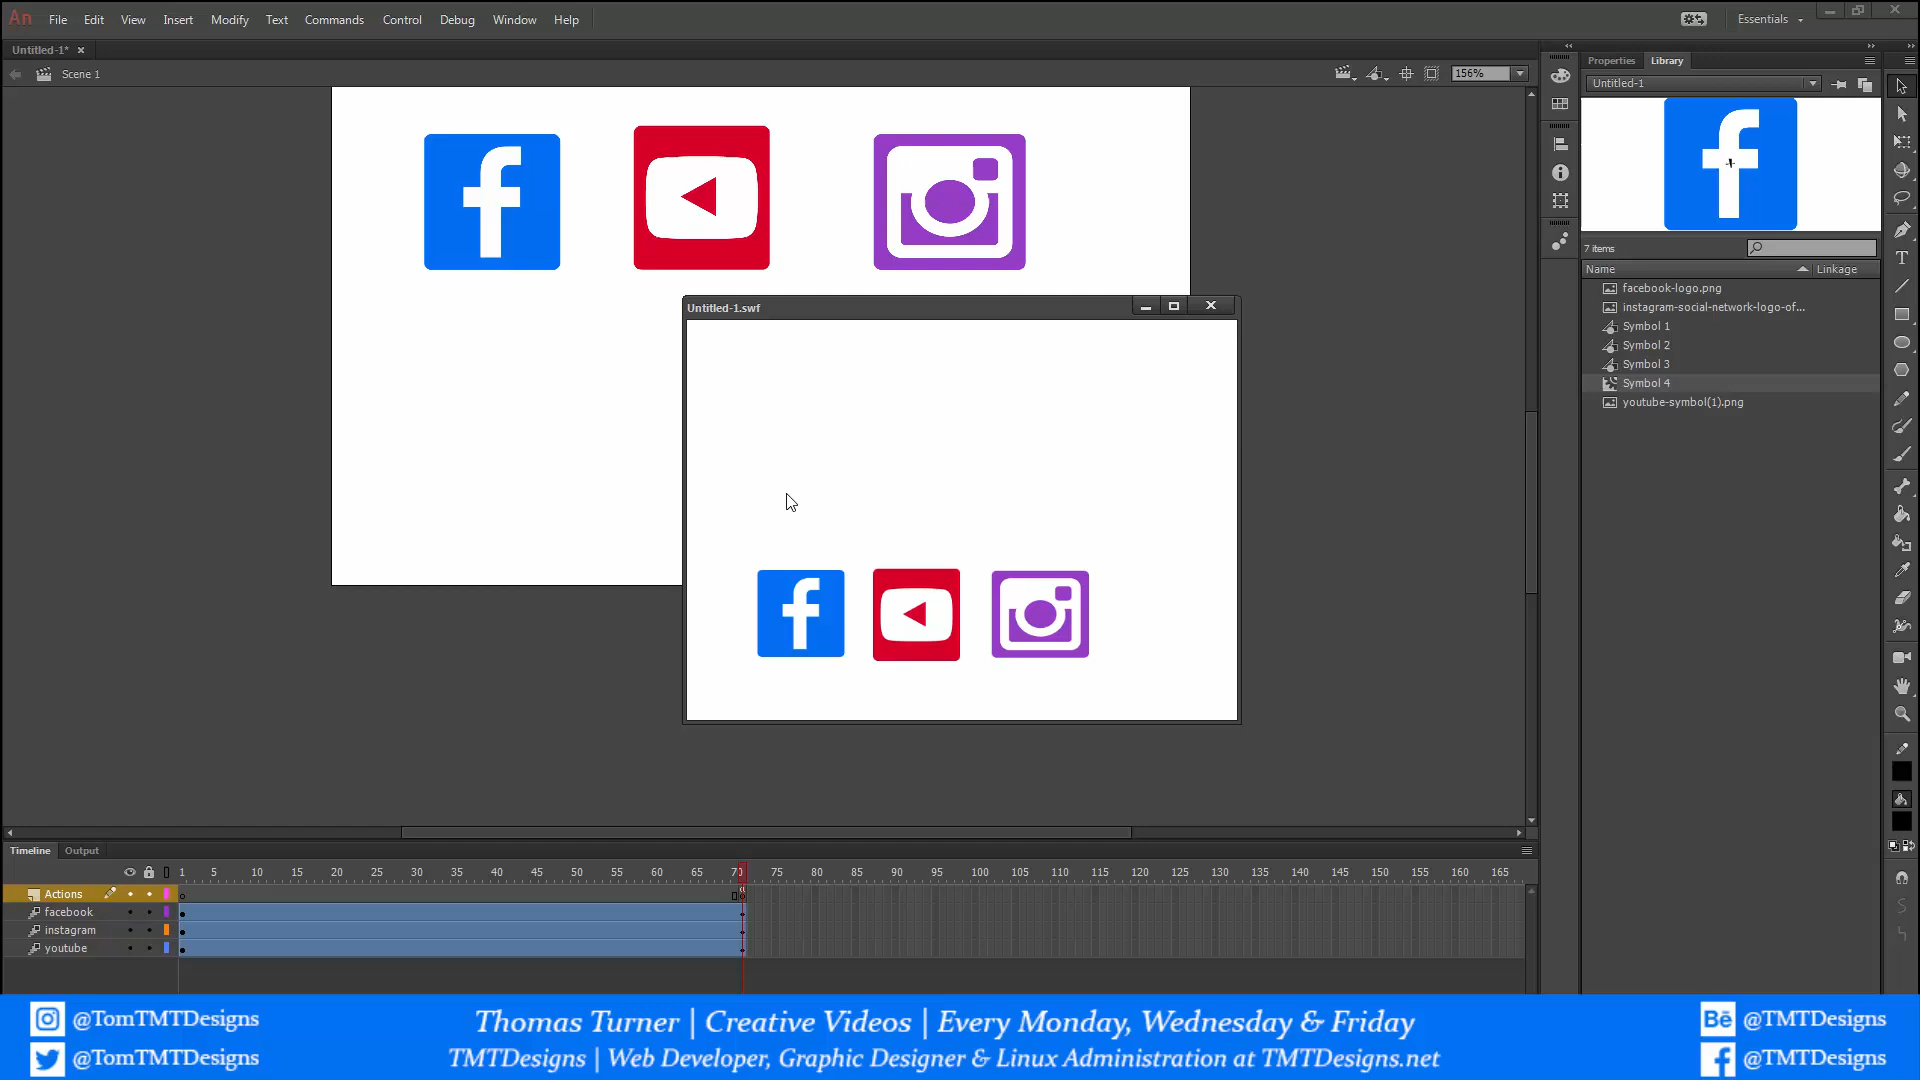 An File Edit View Insert Modify Text Commands Control Debug Window Help Essentials
Untitled-1* ×
Scene 1 156%
Properties Library
Untitled-1
7 items
Name Linkage
facebook-logo.png
instagram-social-network-logo-of...
Symbol 1
Symbol 2
Symbol 3
Symbol 4
youtube-symbol(1).png
Untitled-1.swf
Timeline Output
1 5 10 15 20 25 30 35 40 45 50 55 60 65 70 75 80 85 90 95 100 105 110 115 120 125 130 135 140 145 150 155 160 165
Actions
facebook
instagram
youtube
@TomTMTDesigns
@TomTMTDesigns
Thomas Turner | Creative Videos | Every Monday, Wednesday & Friday
TMTDesigns | Web Developer, Graphic Designer & Linux Administration at TMTDesigns.net
Bē @TMTDesigns
@TMTDesigns